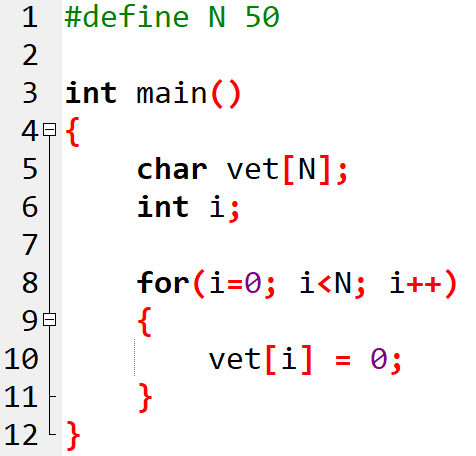 1 #define N 50
2
3 int main()
4 {
5     char vet[N];
6     int i;
7
8     for(i=0; i<N; i++)
9     {
10         vet[i] = 0;
11     }
12 }